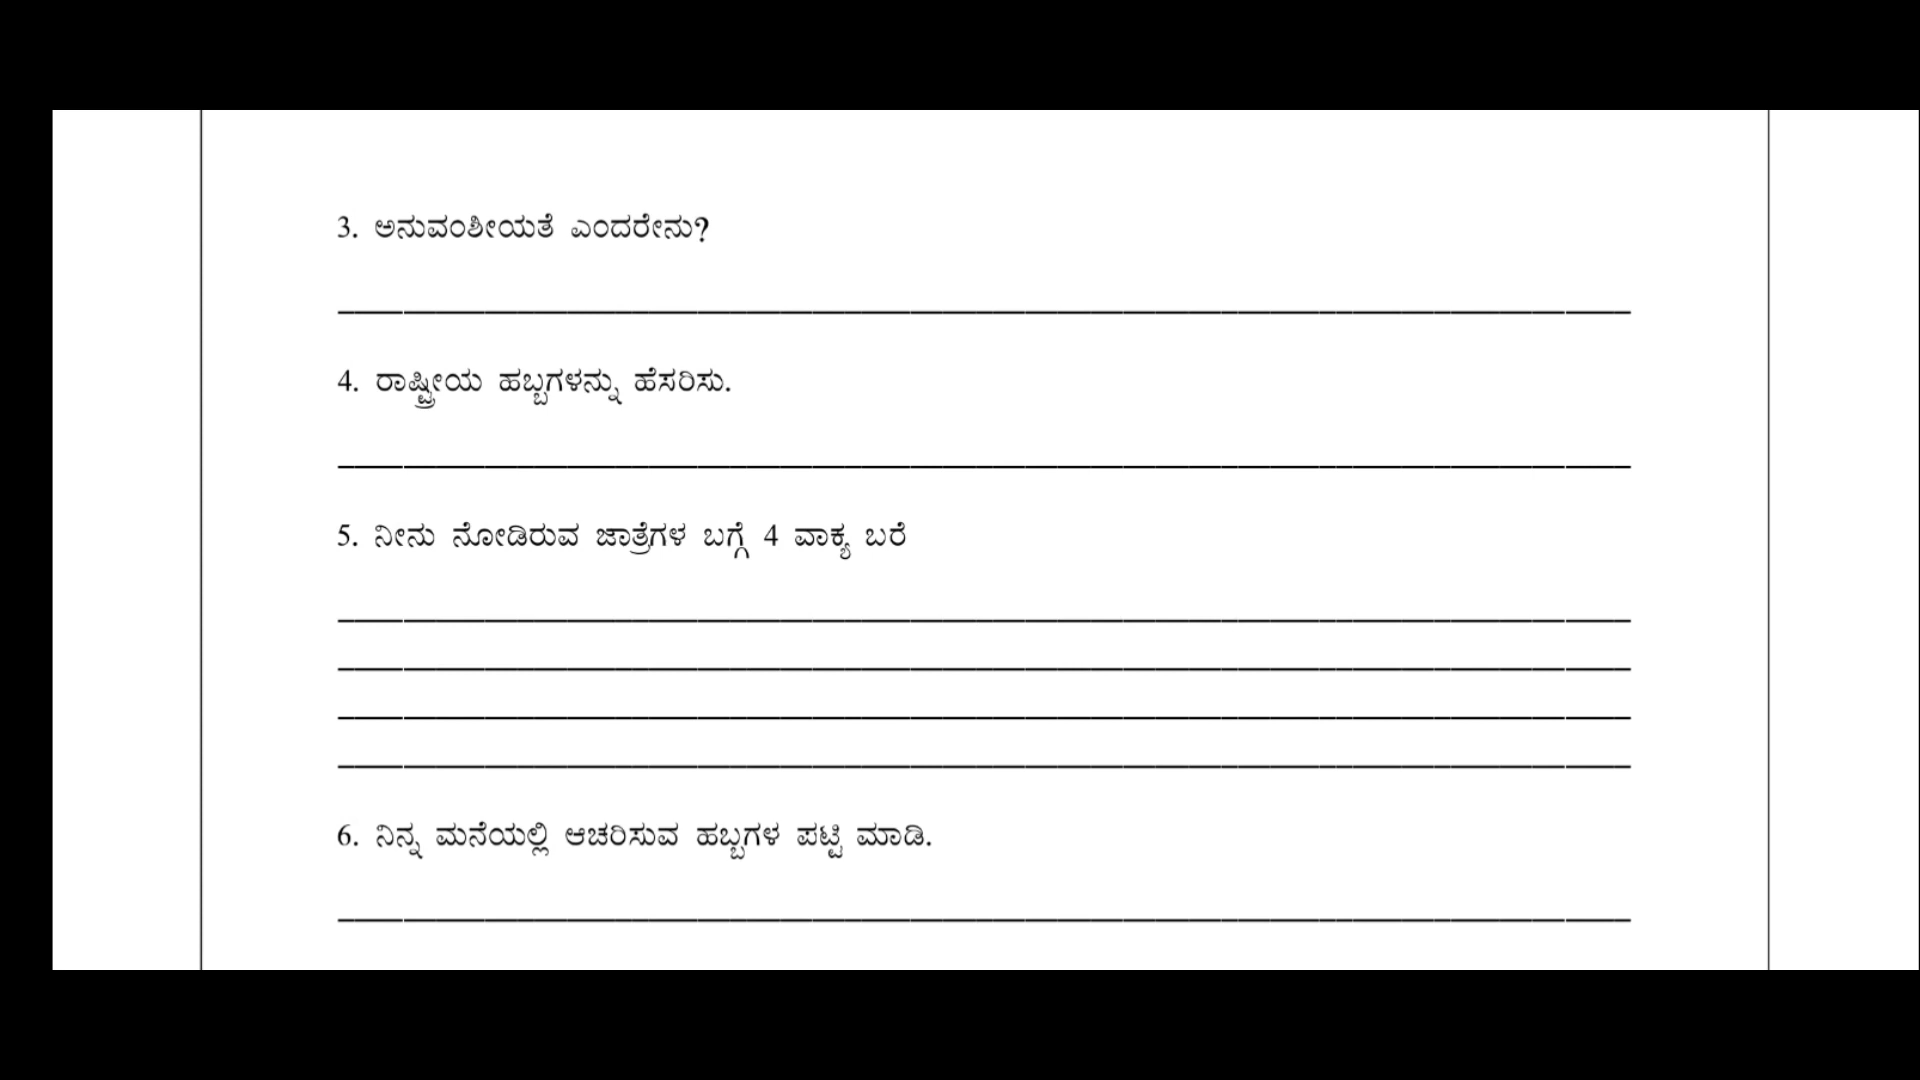 3. ಅನುವಂಶೀಯತೆ ಎಂದರೇನು?
4. ರಾಷ್ಟ್ರೀಯ ಹಬ್ಬಗಳನ್ನು ಹೆಸರಿಸು.
5. ನೀನು ನೋಡಿರುವ ಜಾತ್ರೆಗಳ ಬಗ್ಗೆ 4 ವಾಕ್ಯ ಬರೆ
6. ನಿನ್ನ ಮನೆಯಲ್ಲಿ ಆಚರಿಸುವ ಹಬ್ಬಗಳ ಪಟ್ಟಿ ಮಾಡಿ.